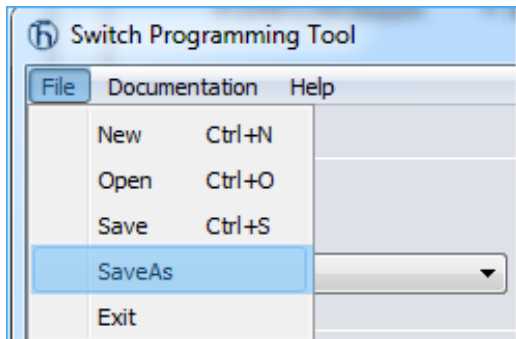 Switch Programming Tool
File Documentation Help
New Ctrl+N
Open Ctrl+O
Save Ctrl+S
SaveAs
Exit